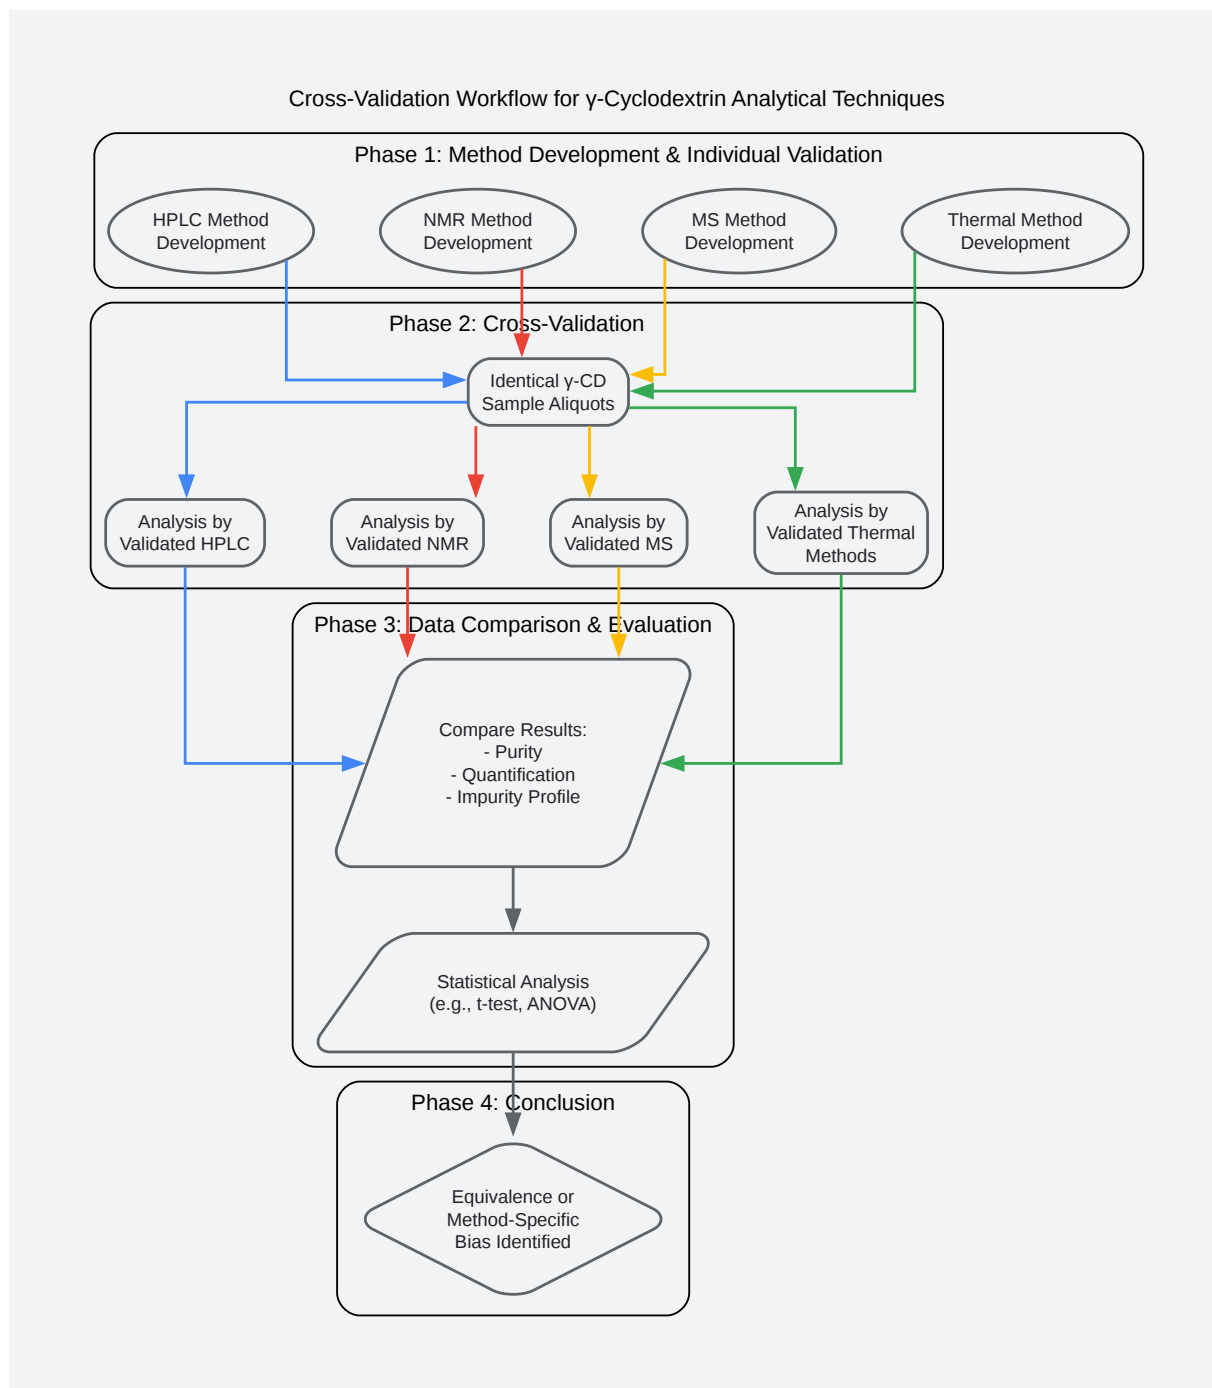 Cross-Validation Workflow for γ-Cyclodextrin Analytical Techniques
Phase 1: Method Development & Individual Validation
HPLC Method
Development
NMR Method
Development
MS Method
Development
Thermal Method
Development
Phase 2: Cross-Validation
Identical γ-CD
Sample Aliquots
Analysis by
Validated HPLC
Analysis by
Validated NMR
Analysis by
Validated MS
Analysis by
Validated Thermal
Methods
Phase 3: Data Comparison & Evaluation
Compare Results:
- Purity
- Quantification
- Impurity Profile
Statistical Analysis
(e.g., t-test, ANOVA)
Phase 4: Conclusion
Equivalence or
Method-Specific
Bias Identified